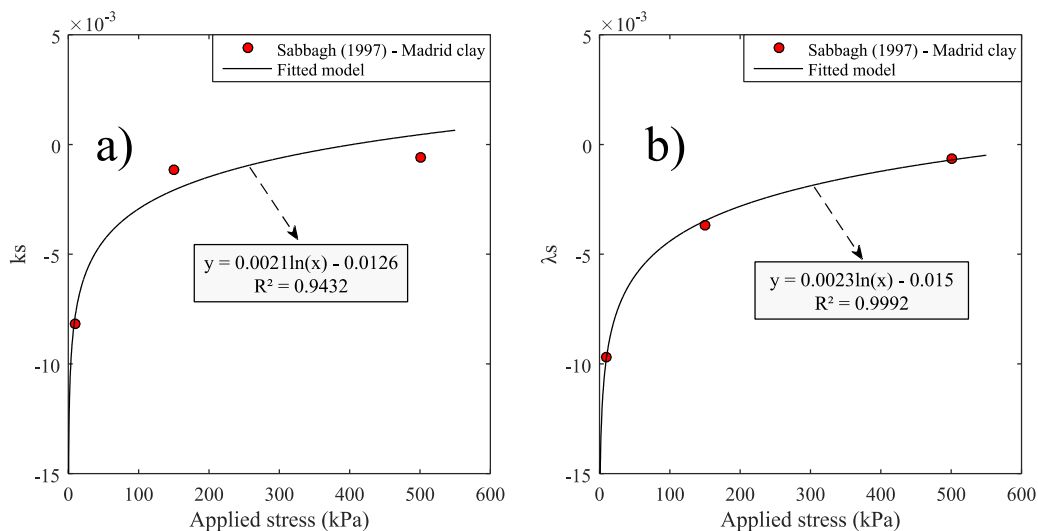 ×10⁻³
5
0
-5
-10
-15
ks
0 100 200 300 400 500 600
Applied stress (kPa)
Sabbagh (1997) - Madrid clay
Fitted model
a)
y = 0.0021ln(x) - 0.0126
R² = 0.9432
×10⁻³
5
0
-5
-10
-15
λs
0 100 200 300 400 500 600
Applied stress (kPa)
Sabbagh (1997) - Madrid clay
Fitted model
b)
y = 0.0023ln(x) - 0.015
R² = 0.9992